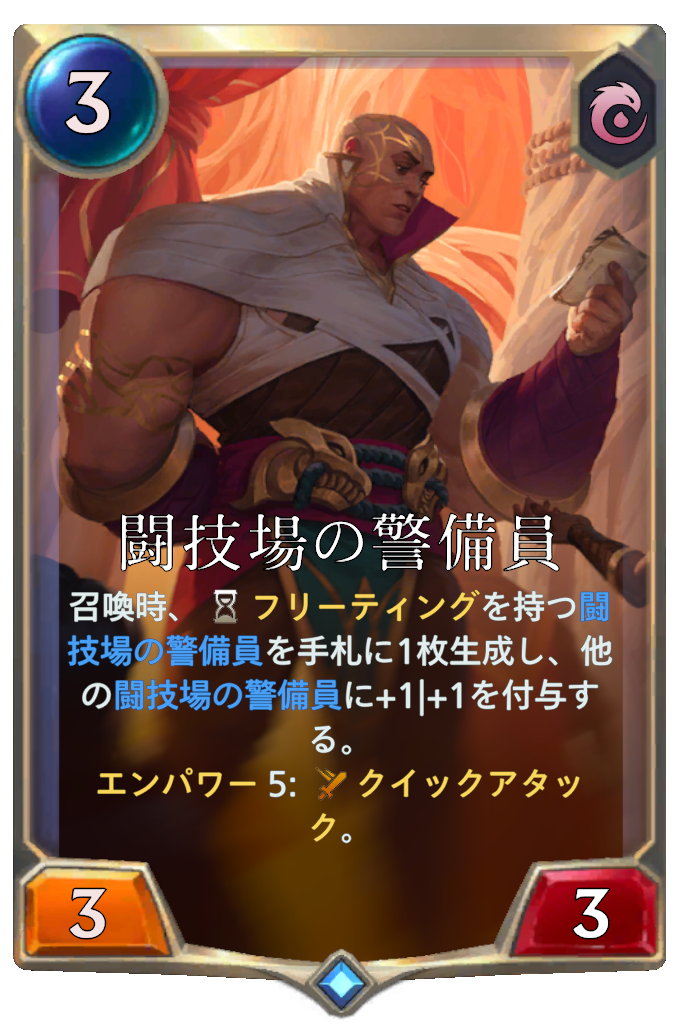 3
闘技場の警備員
召喚時、フリーティングを持つ闘
技場の警備員を手札に1枚生成し、他
の闘技場の警備員に+1|+1を付与す
る。
エンパワー 5: クイックアタッ
ク。
3
3